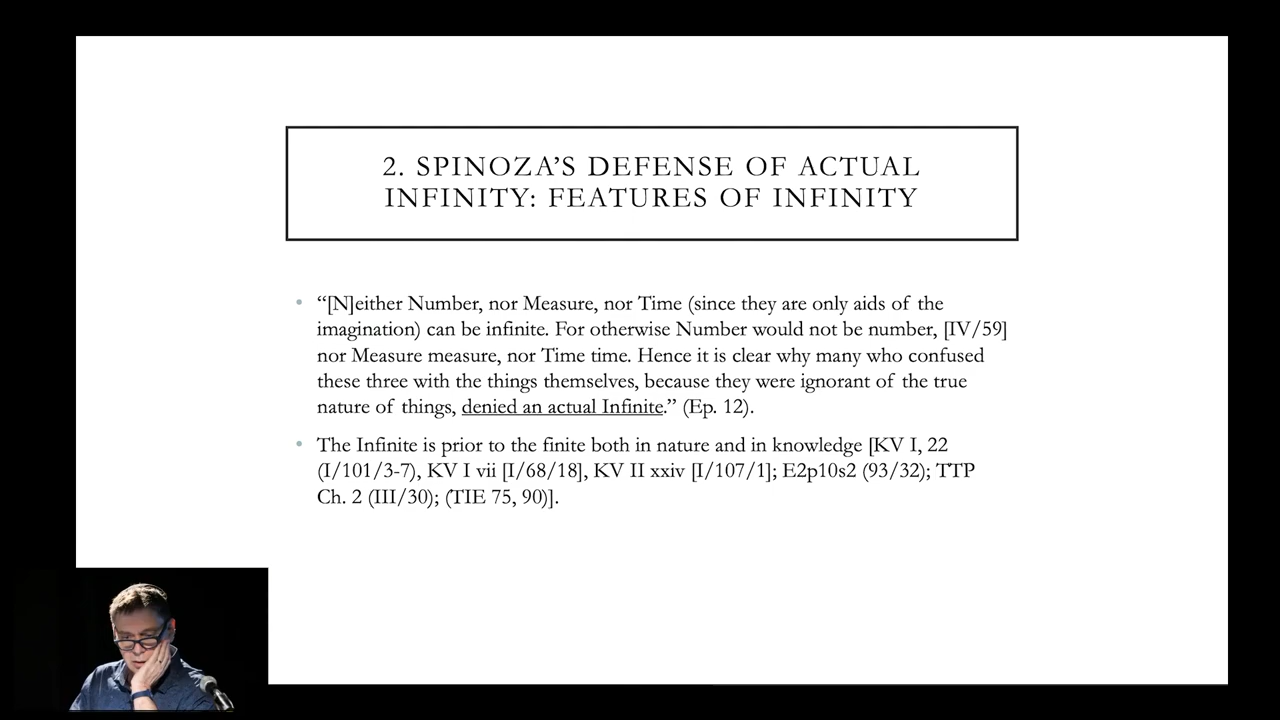 2. SPINOZA’S DEFENSE OF ACTUAL
INFINITY: FEATURES OF INFINITY
• “[N]either Number, nor Measure, nor Time (since they are only aids of the
imagination) can be infinite. For otherwise Number would not be number, [IV/59]
nor Measure measure, nor Time time. Hence it is clear why many who confused
these three with the things themselves, because they were ignorant of the true
nature of things, denied an actual Infinite.” (Ep. 12).
• The Infinite is prior to the finite both in nature and in knowledge [KV I, 22
(I/101/3-7), KV I vii [I/68/18], KV II xxiv [I/107/1]; E2p10s2 (93/32); TTP
Ch. 2 (III/30); (TIE 75, 90)].